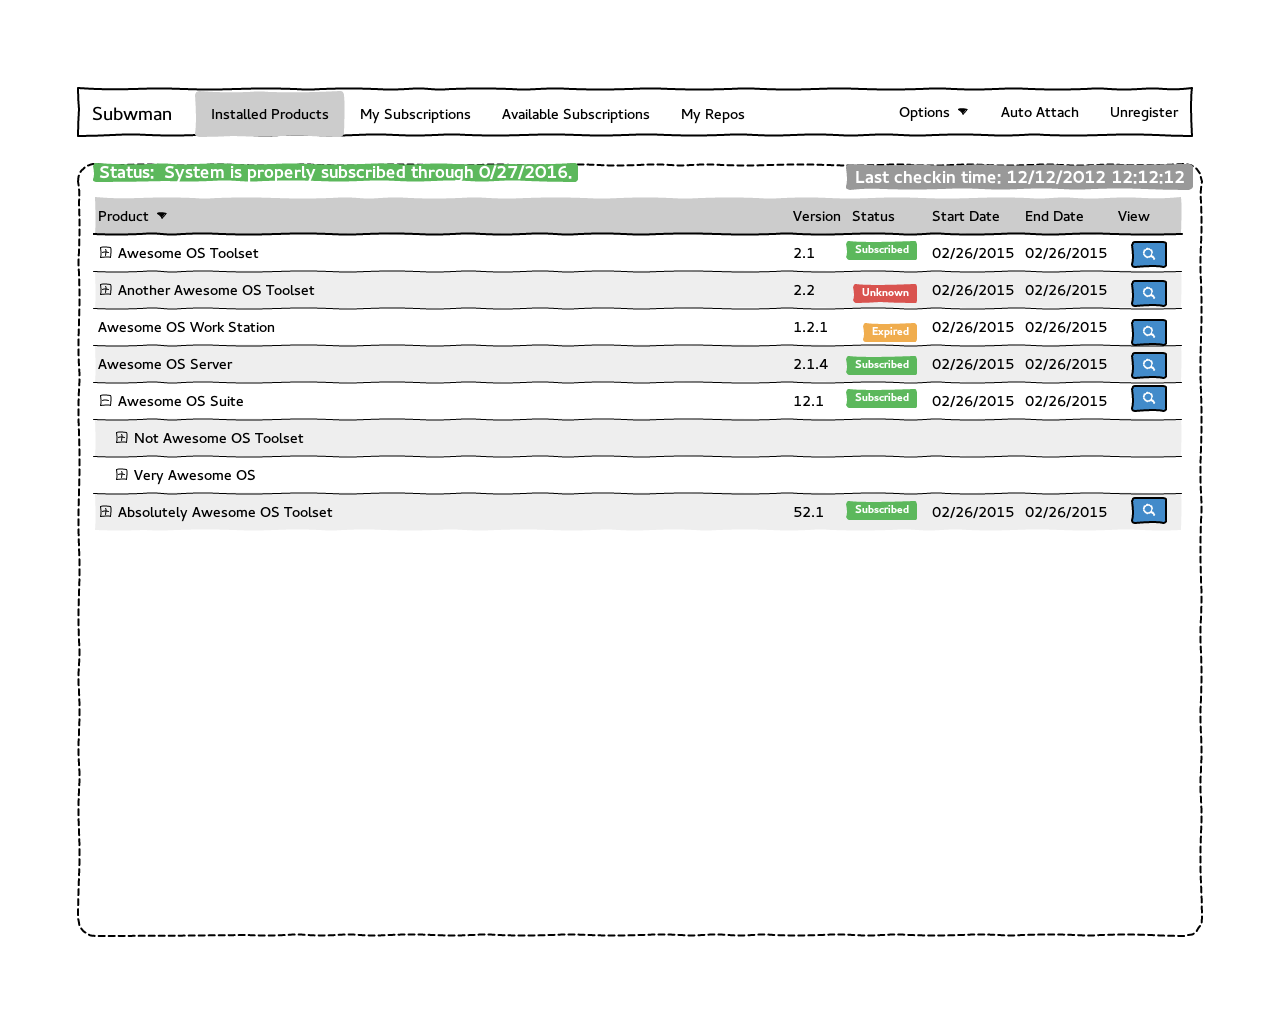 Subwman Installed Products My Subscriptions Available Subscriptions My Repos Options Auto Attach Unregister
Status: System is properly subscribed through 0/27/2016. Last checkin time: 12/12/2012 12:12:12
Product Version Status Start Date End Date View
Awesome OS Toolset 2.1 Subscribed 02/26/2015 02/26/2015
Another Awesome OS Toolset 2.2 Unknown 02/26/2015 02/26/2015
Awesome OS Work Station 1.2.1 Expired 02/26/2015 02/26/2015
Awesome OS Server 2.1.4 Subscribed 02/26/2015 02/26/2015
Awesome OS Suite 12.1 Subscribed 02/26/2015 02/26/2015
Not Awesome OS Toolset
Very Awesome OS
Absolutely Awesome OS Toolset 52.1 Subscribed 02/26/2015 02/26/2015